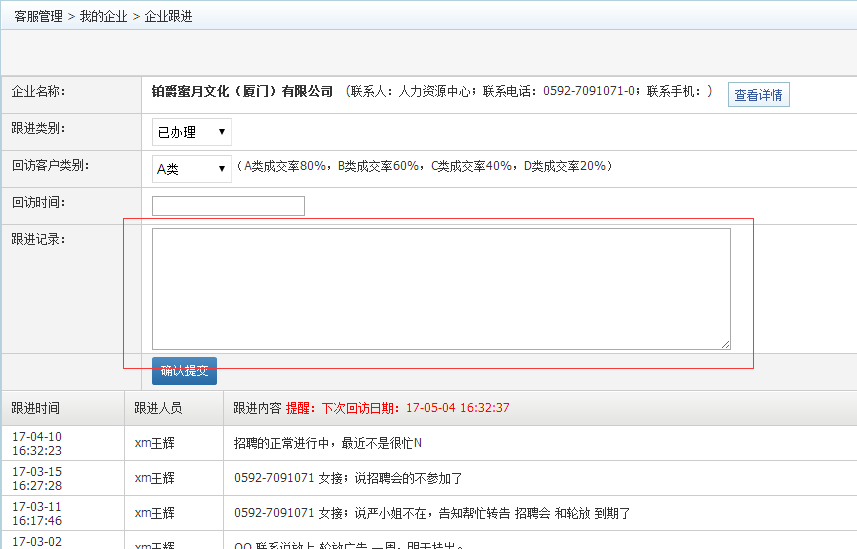 客服管理 > 我的企业 > 企业跟进
企业名称: 铂爵蜜月文化（厦门）有限公司 （联系人：人力资源中心；联系电话：0592-7091071-0；联系手机：） 查看详情
跟进类别: 已办理
回访客户类别: A类 （A类成交率80%，B类成交率60%，C类成交率40%，D类成交率20%）
回访时间:
跟进记录:
确认提交
跟进时间 跟进人员 跟进内容 提醒：下次回访日期：17-05-04 16:32:37
17-04-10 16:32:23 xm王辉 招聘的正常进行中，最近不是很忙N
17-03-15 16:27:28 xm王辉 0592-7091071 女接；说招聘会的不参加了
17-03-11 16:17:46 xm王辉 0592-7091071 女接；说严小姐不在，告知帮忙转告 招聘会 和轮放 到期了
17-03-02 xm王辉 QQ 联系说放上 轮放广告 一周，明天挂出。